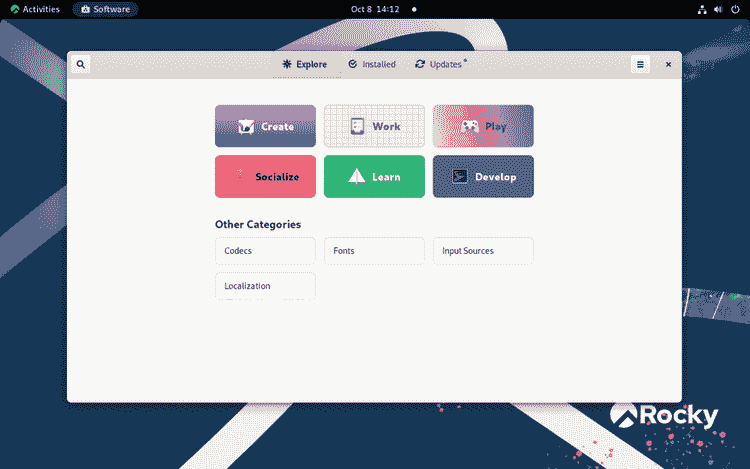 Activities Software Oct 8 14:12
Explore Installed Updates
Create Work Play
Socialize Learn Develop
Other Categories
Codecs Fonts Input Sources
Localization
Rocky